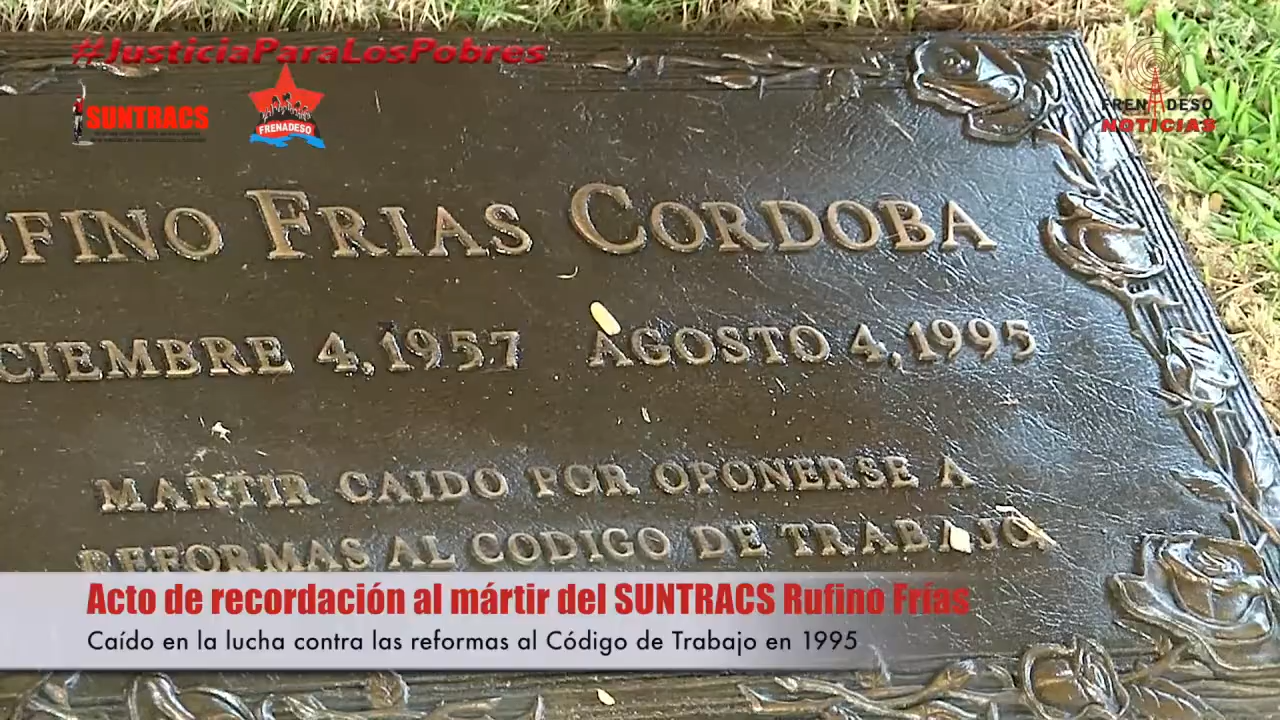 #JusticiaParaLosPobres
SUNTRACS
FRENADESO
FRENADESO
NOTICIAS
UFINO FRIAS CORDOBA
CIEMBRE 4, 1957 AGOSTO 4, 1995
MARTIR CAIDO POR OPONERSE A
REFORMAS AL CODIGO DE TRABAJO.
Acto de recordación al mártir del SUNTRACS Rufino Frías
Caído en la lucha contra las reformas al Código de Trabajo en 1995